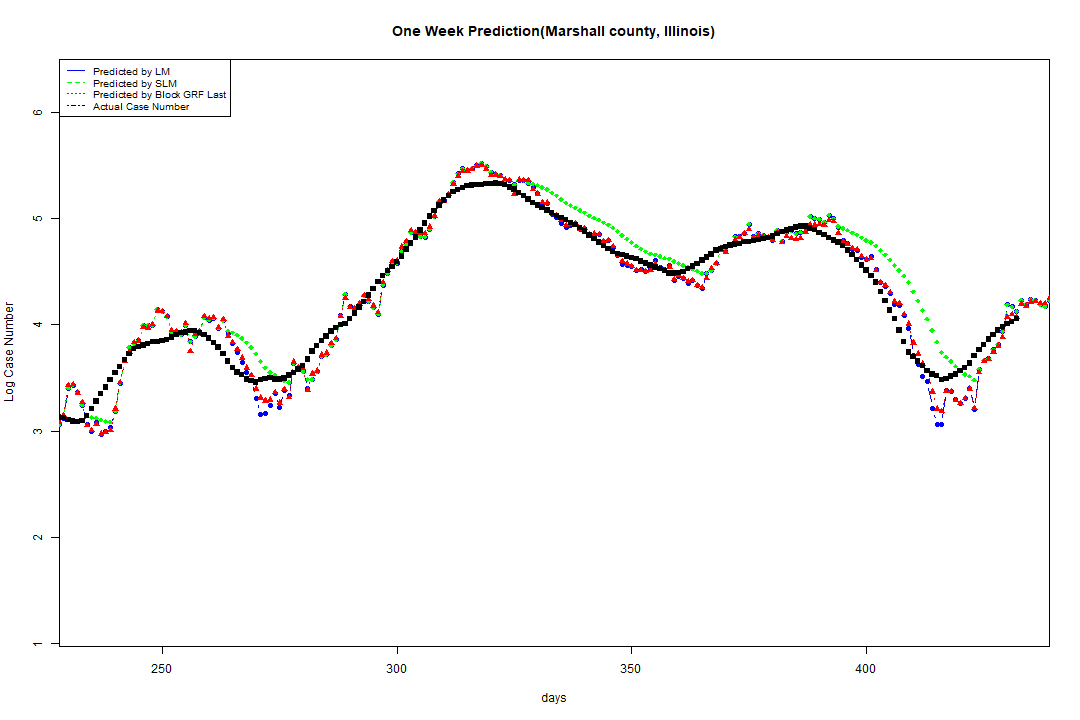 One Week Prediction(Marshall county, Illinois)
Predicted by LM
Predicted by SLM
Predicted by Block GRF Last
Actual Case Number
6
5
4
3
2
1
Log Case Number
250 300 350 400
days